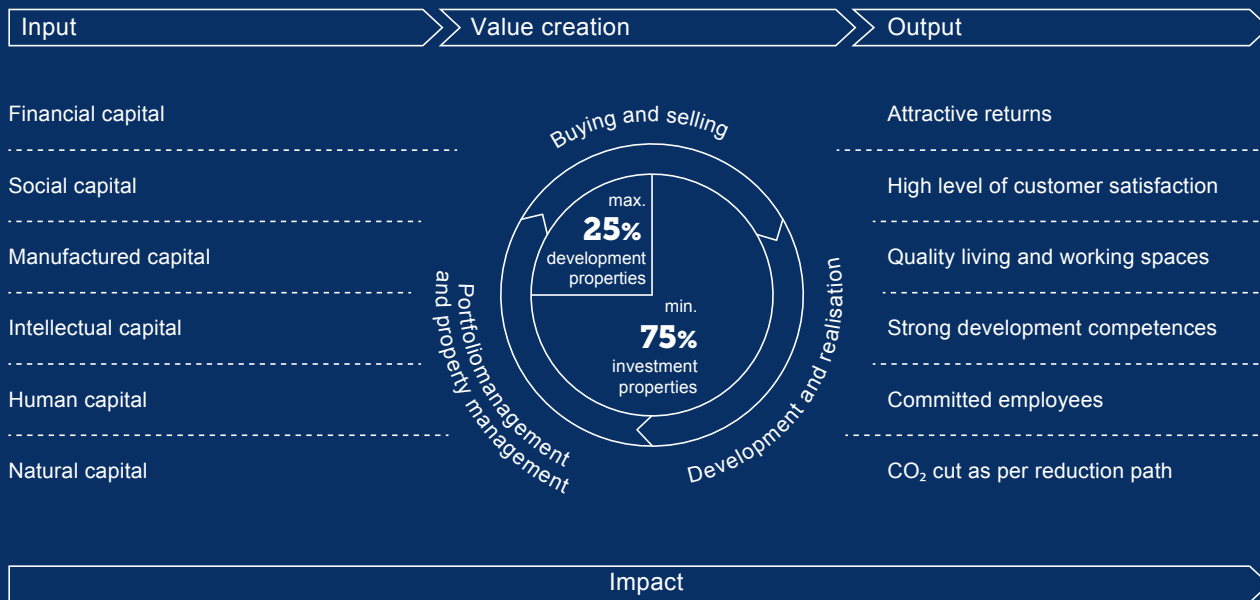 Input
Value creation
Output
Financial capital
Social capital
Manufactured capital
Intellectual capital
Human capital
Natural capital
Buying and selling
max.
25%
development
properties
min.
75%
investment
properties
Development and realisation
Portfoliomanagement
and property management
Attractive returns
High level of customer satisfaction
Quality living and working spaces
Strong development competences
Committed employees
CO₂ cut as per reduction path
Impact